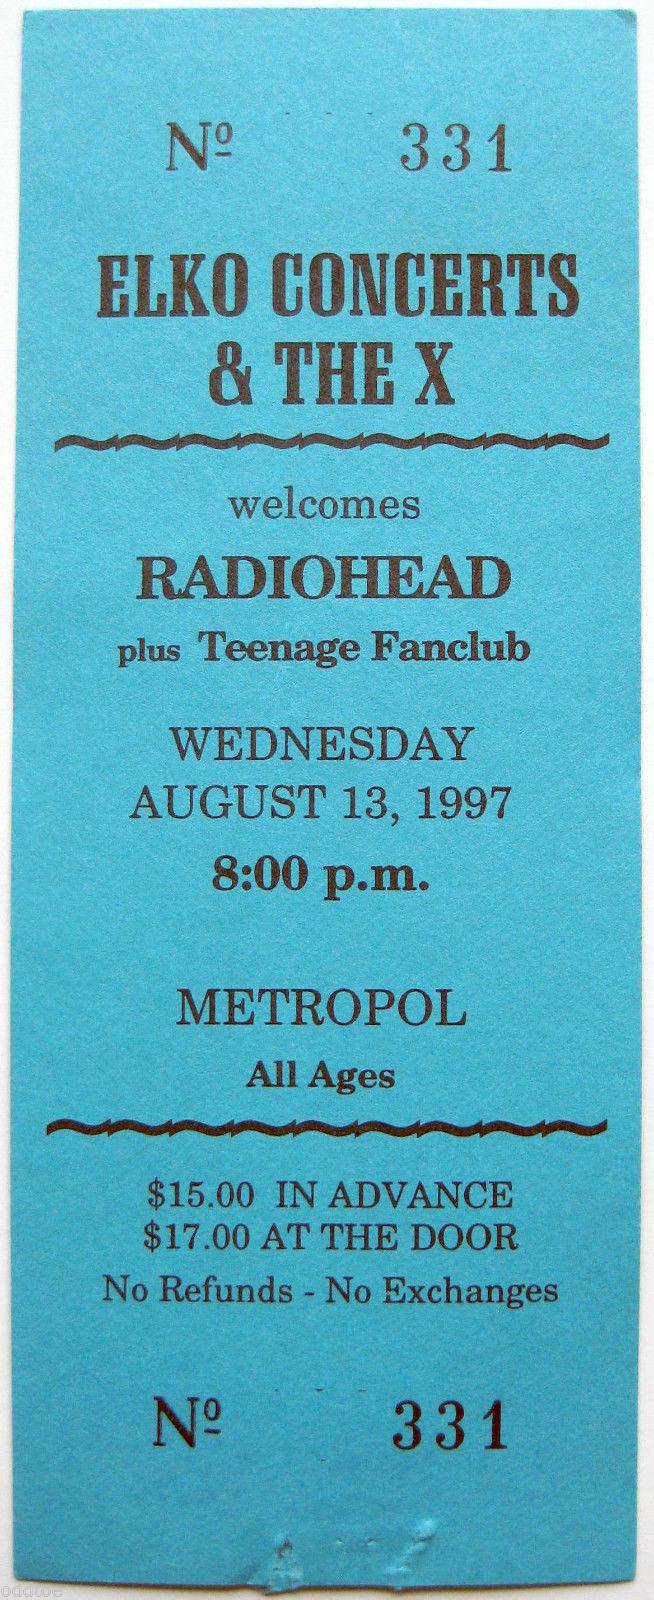 Nº 331
ELKO CONCERTS
& THE X
welcomes
RADIOHEAD
plus Teenage Fanclub
WEDNESDAY
AUGUST 13, 1997
8:00 p.m.
METROPOL
All Ages
$15.00 IN ADVANCE
$17.00 AT THE DOOR
No Refunds - No Exchanges
Nº 331
oddtoe